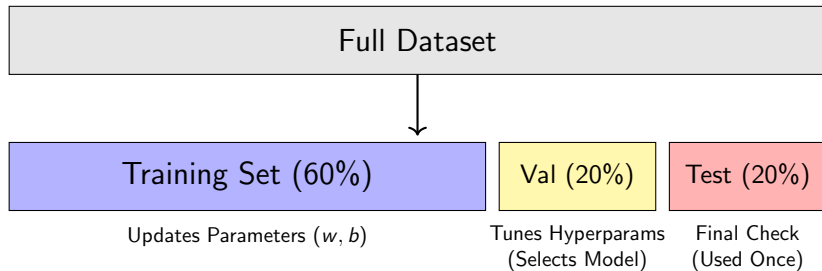 Full Dataset
Training Set (60%)
Val (20%)
Test (20%)
Updates Parameters (w, b)
Tunes Hyperparams
(Selects Model)
Final Check
(Used Once)